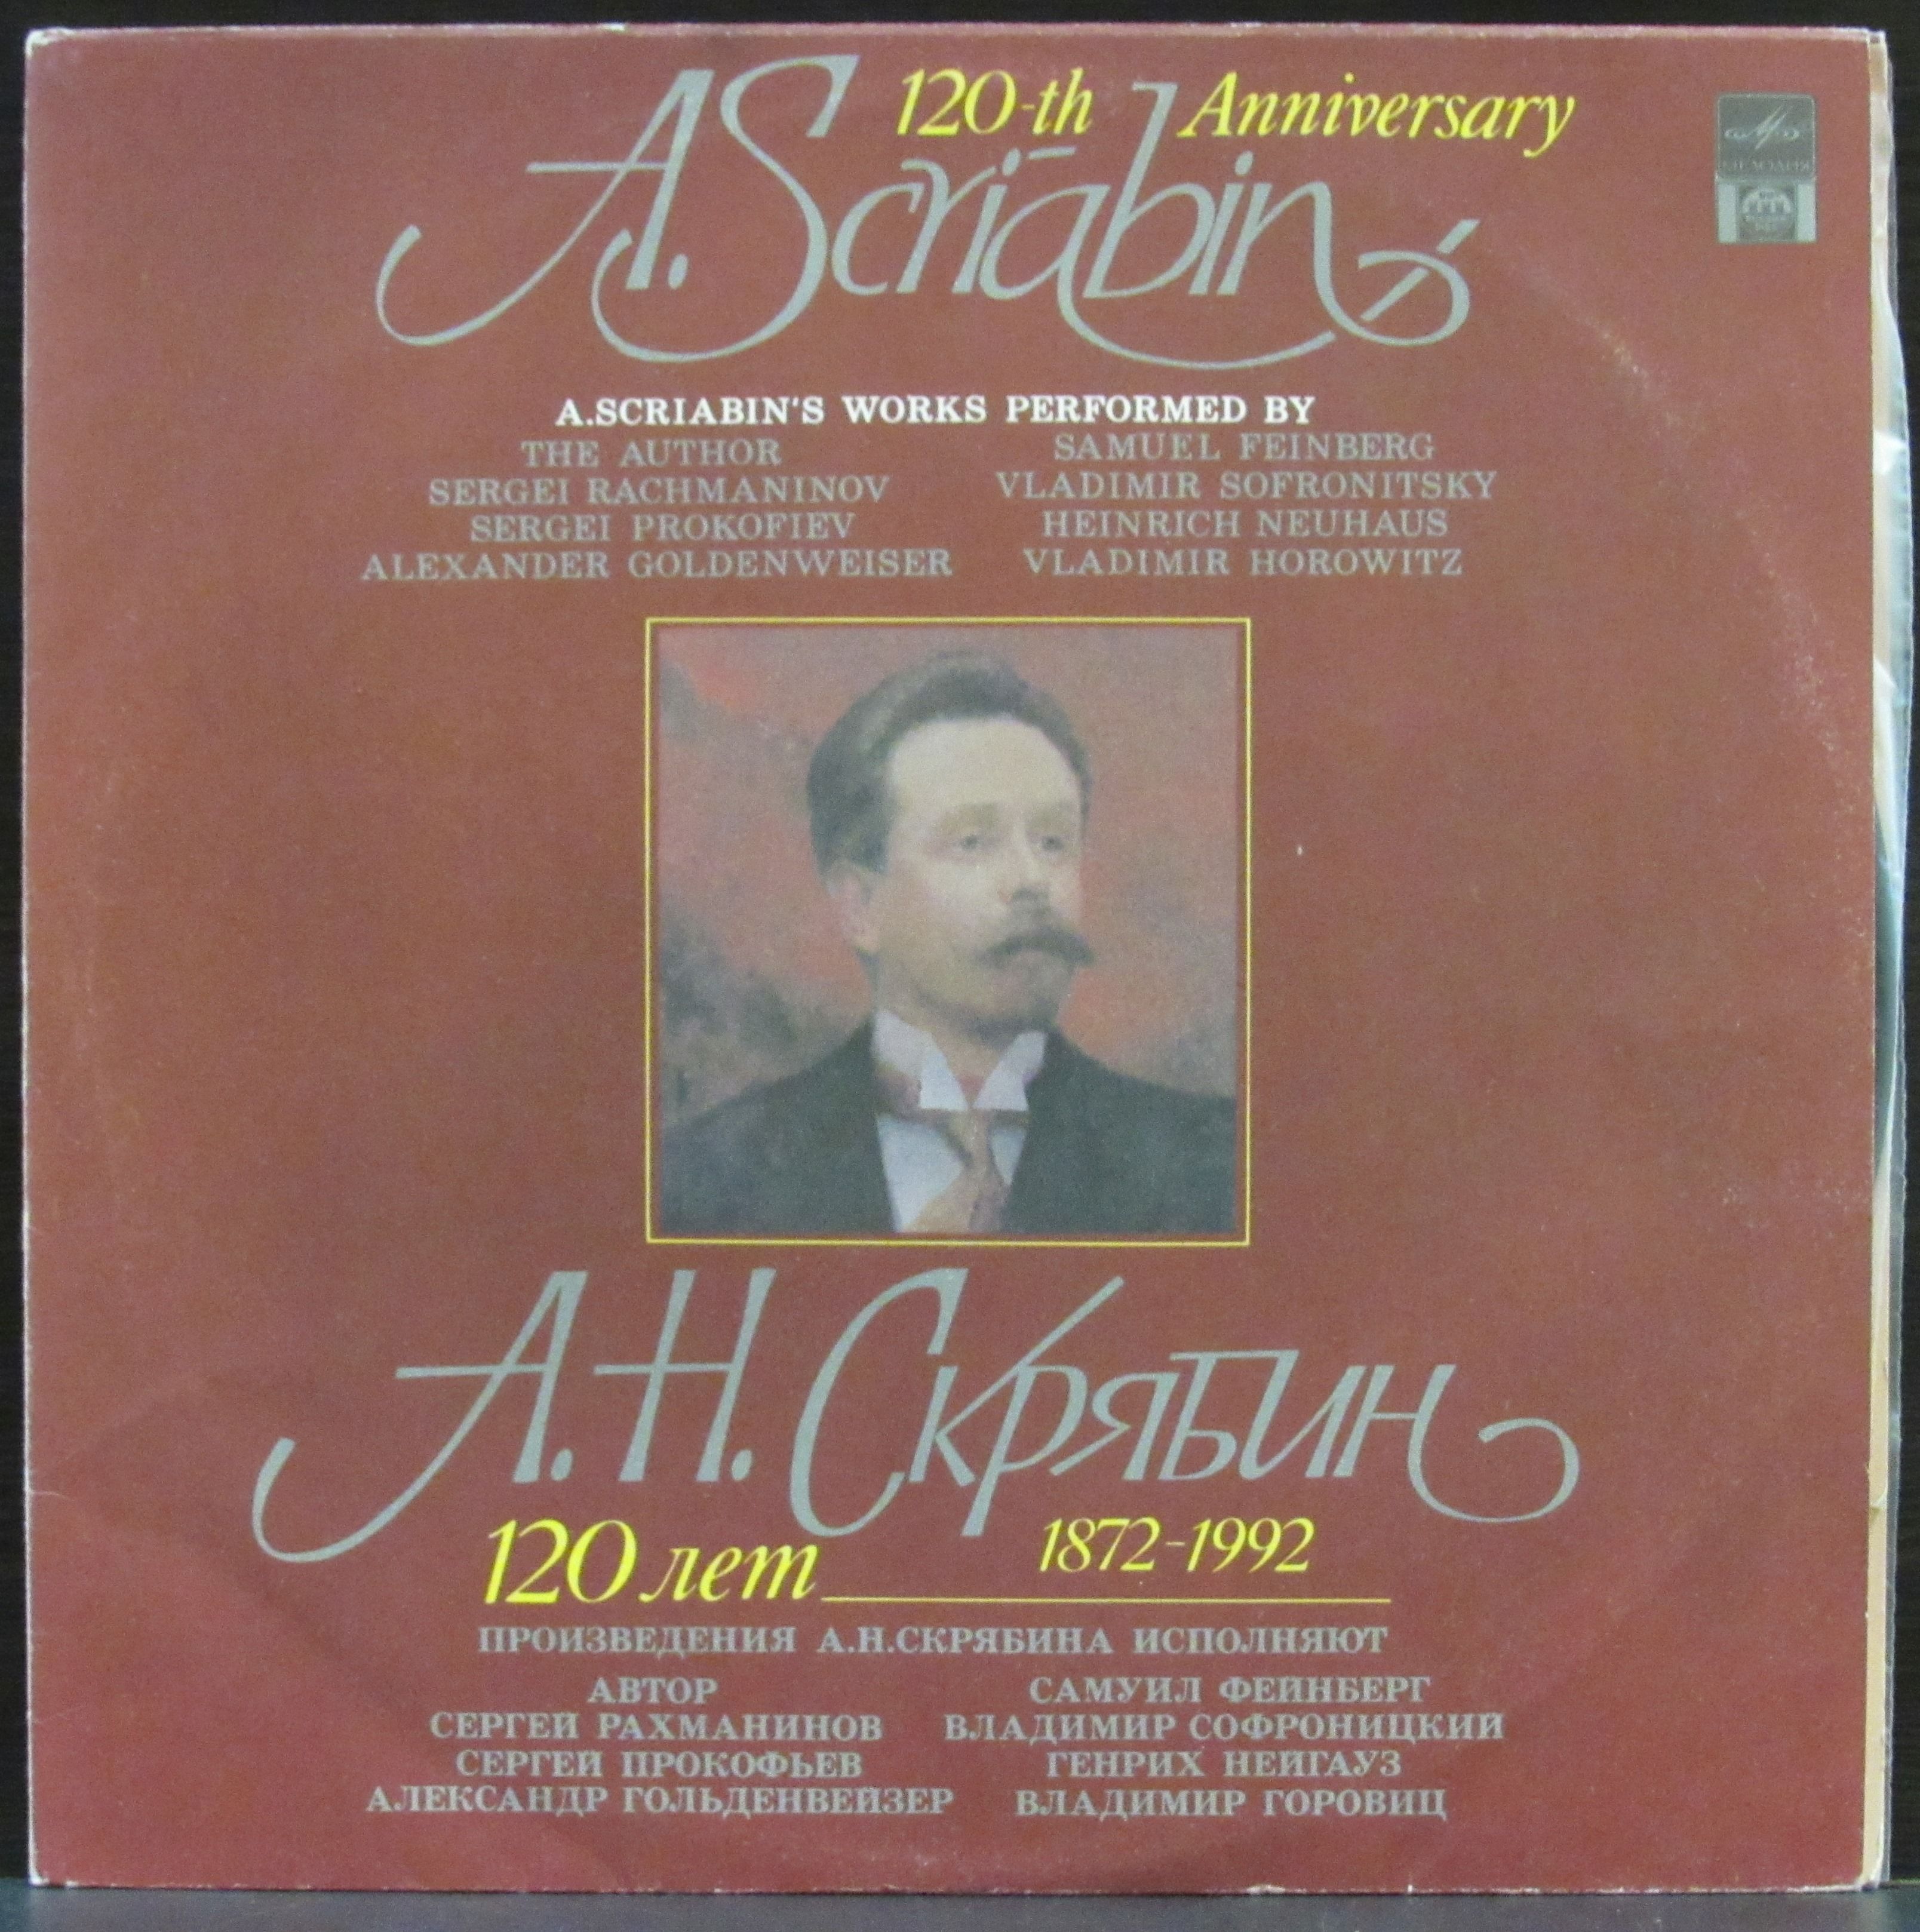 120-th Anniversary
A. Scriabin
МЕЛОДИЯ
A.SCRIABIN'S WORKS PERFORMED BY
THE AUTHOR
SERGEI RACHMANINOV
SERGEI PROKOFIEV
ALEXANDER GOLDENWEISER
SAMUEL FEINBERG
VLADIMIR SOFRONITSKY
HEINRICH NEUHAUS
VLADIMIR HOROWITZ
А. Н. Скрябин
120 лет
1872-1992
ПРОИЗВЕДЕНИЯ А.Н.СКРЯБИНА ИСПОЛНЯЮТ
АВТОР
СЕРГЕЙ РАХМАНИНОВ
СЕРГЕЙ ПРОКОФЬЕВ
АЛЕКСАНДР ГОЛЬДЕНВЕЙЗЕР
САМУИЛ ФЕЙНБЕРГ
ВЛАДИМИР СОФРОНИЦКИЙ
ГЕНРИХ НЕЙГАУЗ
ВЛАДИМИР ГОРОВИЦ